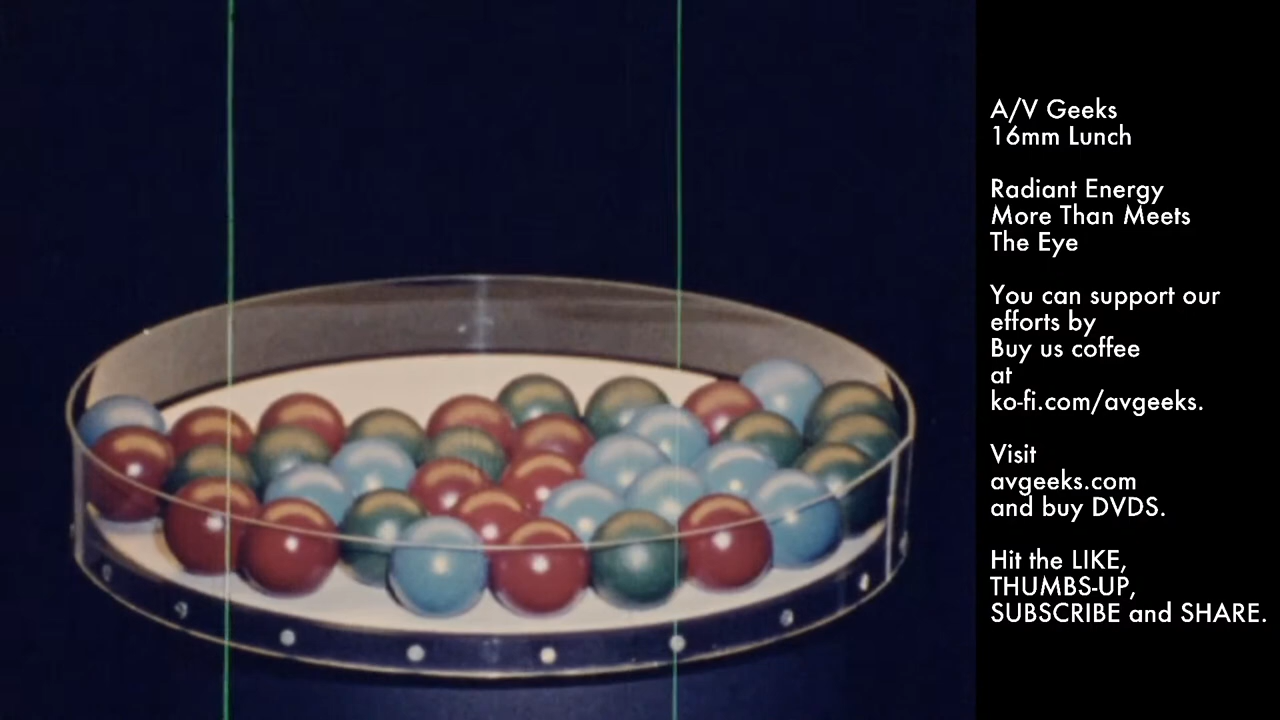 A/V Geeks
16mm Lunch
Radiant Energy
More Than Meets
The Eye
You can support our
efforts by
Buy us coffee
at
ko-fi.com/avgeeks.
Visit
avgeeks.com
and buy DVDS.
Hit the LIKE,
THUMBS-UP,
SUBSCRIBE and SHARE.